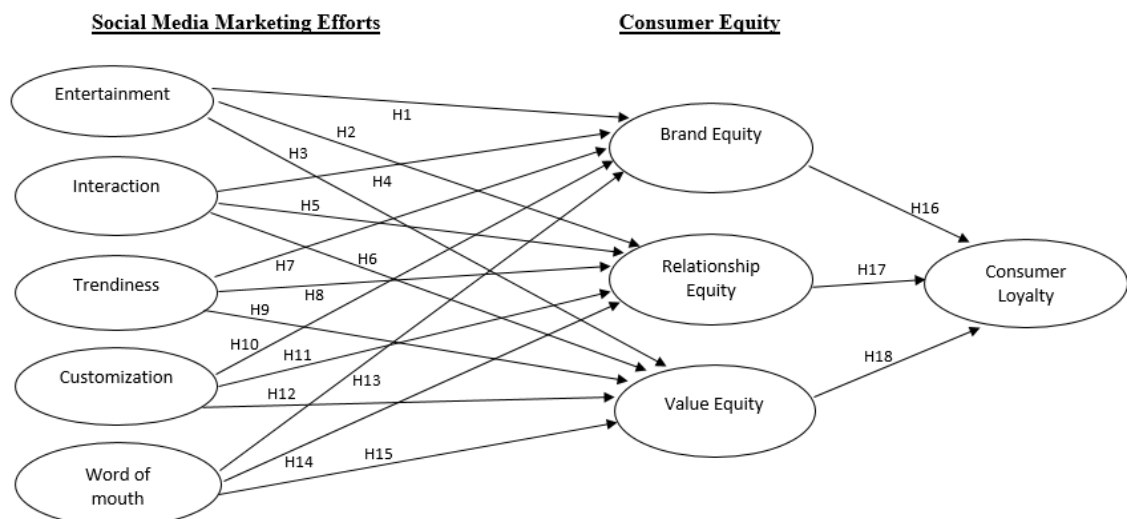 Social Media Marketing Efforts
Consumer Equity
Entertainment
H1
Brand Equity
H2
H3
Interaction
H4
H5
H16
H6
Trendiness
H7
H8
Relationship
Equity
H17
Consumer
Loyalty
H9
H10
H11
Customization
H12
H13
Value Equity
H18
Word of
mouth
H14
H15